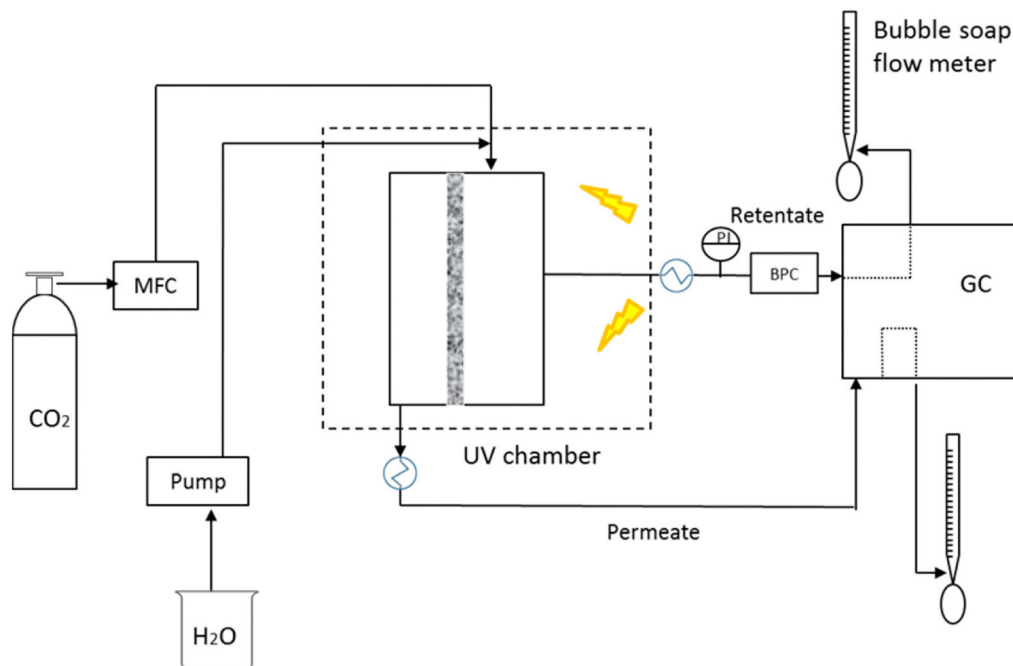 Bubble soap
flow meter
Retentate
PI
BPC
GC
MFC
CO2
UV chamber
Pump
Permeate
H2O